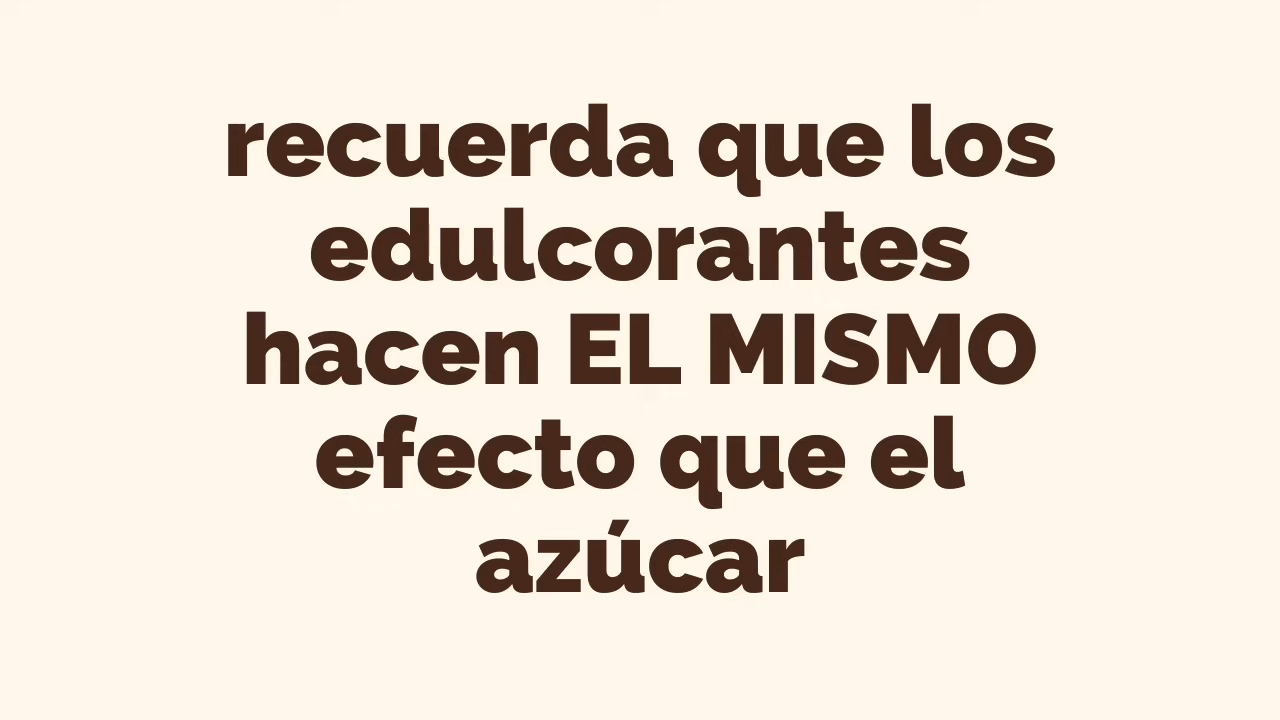 recuerda que los
edulcorantes
hacen EL MISMO
efecto que el
azúcar